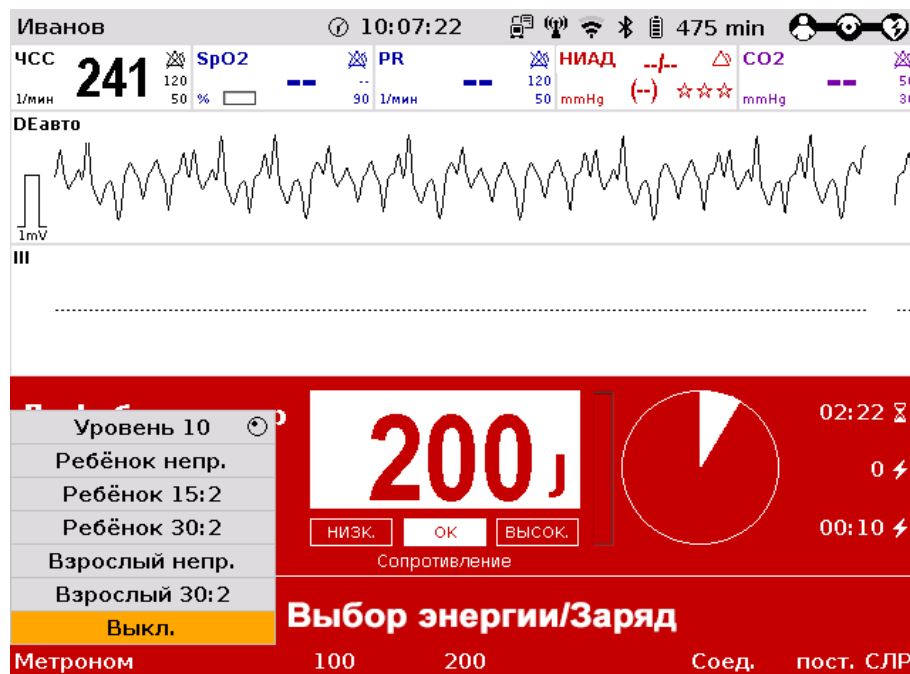 Иванов 10:07:22 475 min
ЧСС 241 120 50 1/мин
SpO2 -- -- 90 %
PR -- 120 50 1/мин
НИАД --/-- (--) mmHg
CO2 -- mmHg
DEавто
1mV
III
200 J
02:22
0
00:10
НИЗК. ОК ВЫСОК.
Сопротивление
Уровень 10
Ребёнок непр.
Ребёнок 15:2
Ребёнок 30:2
Взрослый непр.
Взрослый 30:2
Выкл.
Выбор энергии/Заряд
Метроном 100 200 Соед. пост. СЛР